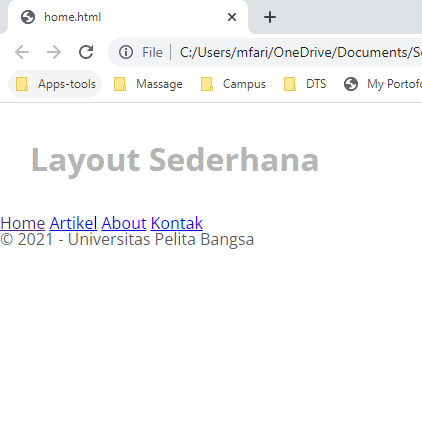 home.html
File C:/Users/mfari/OneDrive/Documents/S
Apps-tools Massage Campus DTS My Portofo
Layout Sederhana
Home Artikel About Kontak
© 2021 - Universitas Pelita Bangsa